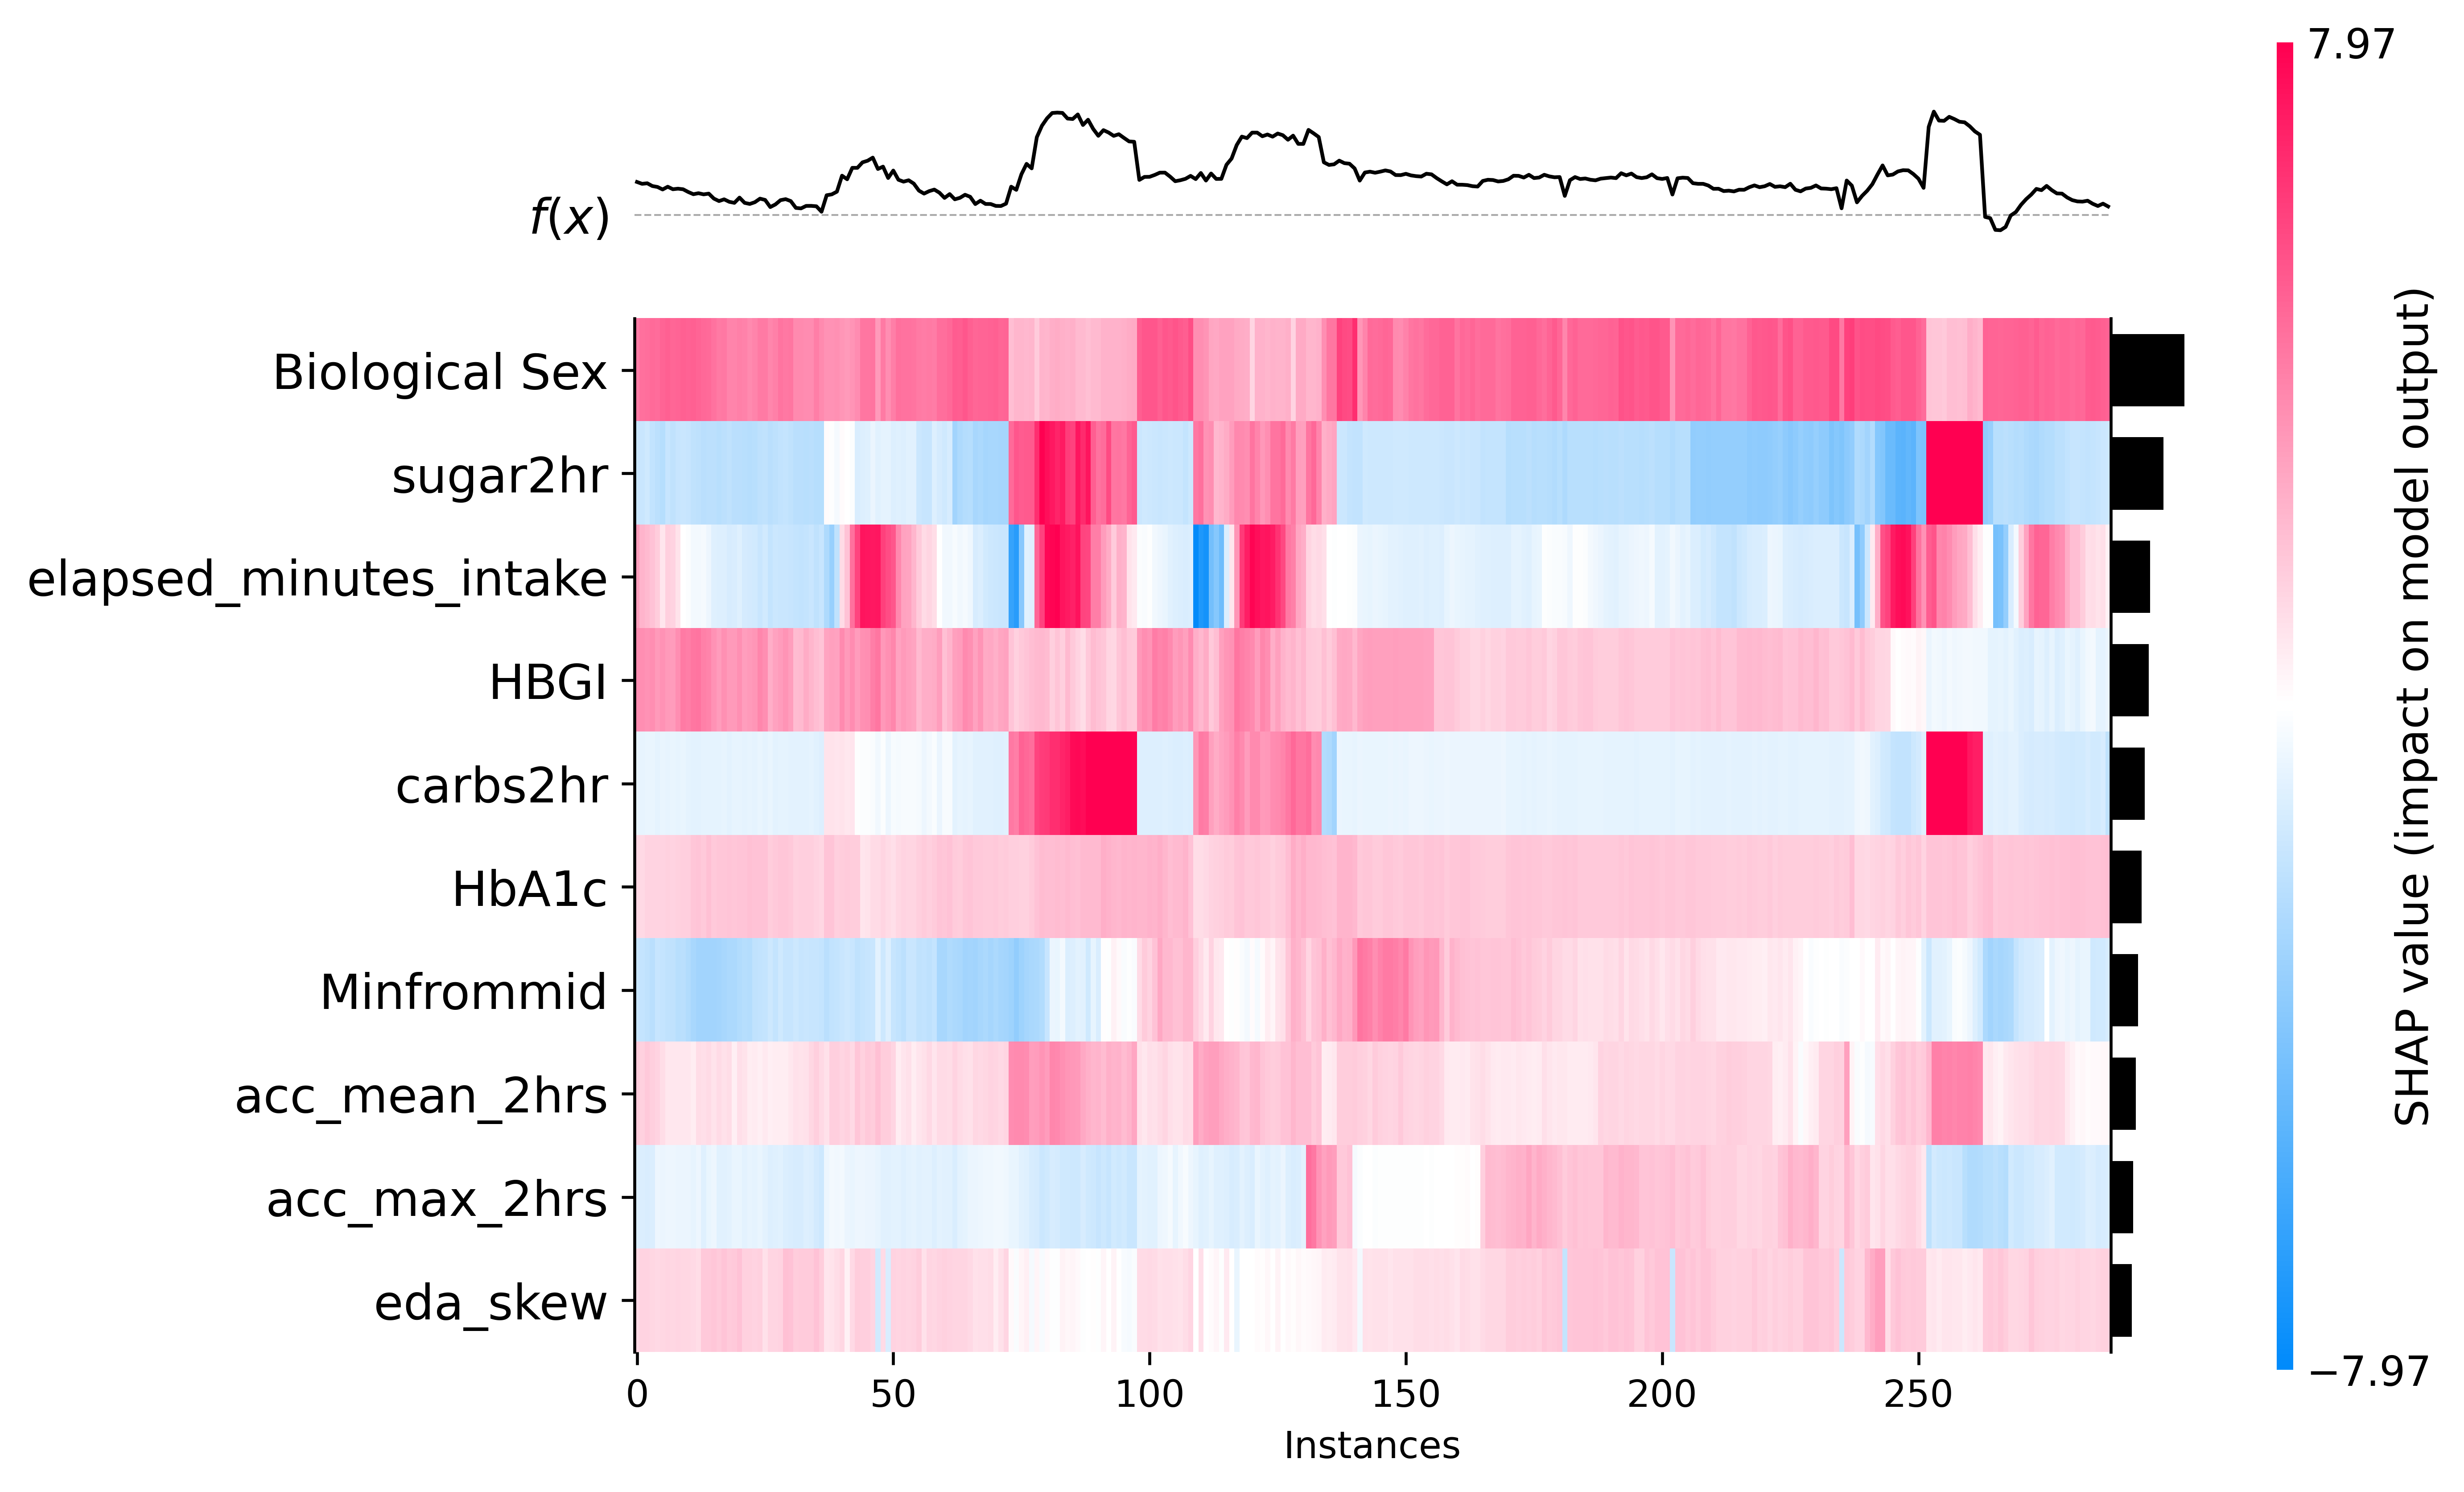 7.97
f(x)
Biological Sex
sugar2hr
elapsed_minutes_intake
HBGI
carbs2hr
HbA1c
Minfrommid
acc_mean_2hrs
acc_max_2hrs
eda_skew
0 50 100 150 200 250
Instances
−7.97
SHAP value (impact on model output)